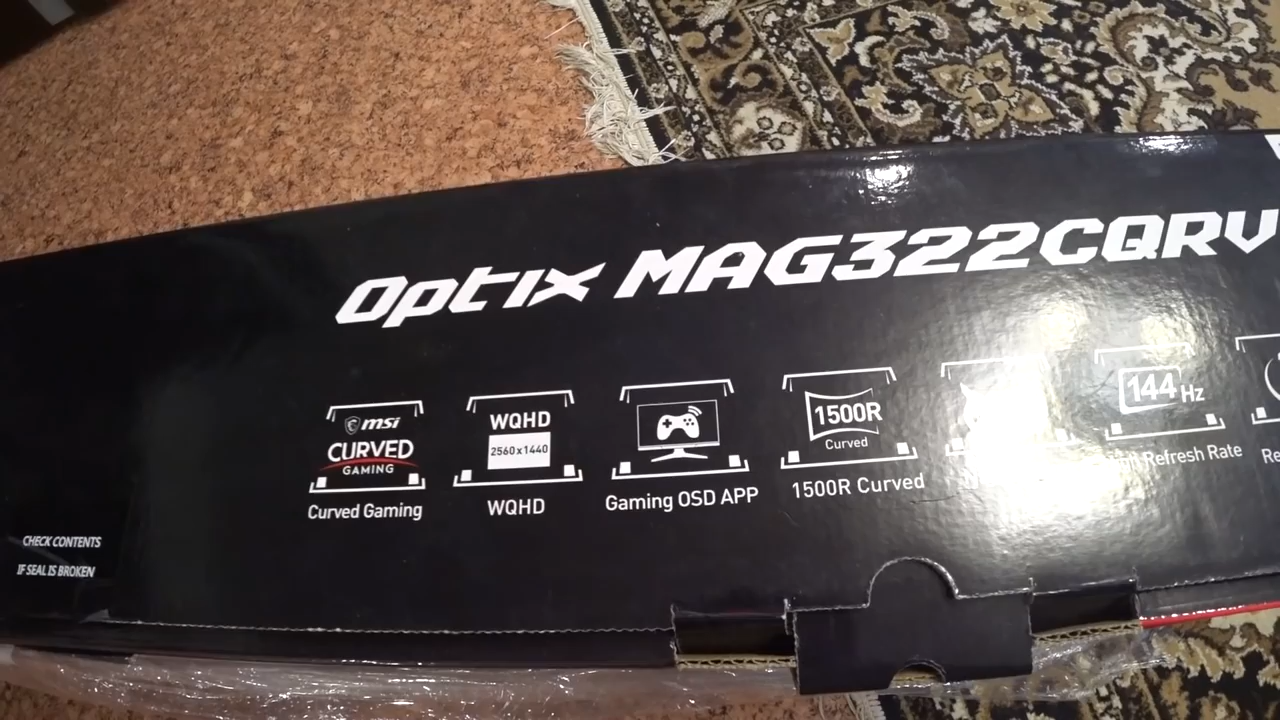 Optix MAG322CQRV
msi
CURVED
GAMING
Curved Gaming
WQHD
2560x1440
WQHD
Gaming OSD APP
1500R
Curved
1500R Curved
144Hz
Refresh Rate
Re
CHECK CONTENTS
IF SEAL IS BROKEN